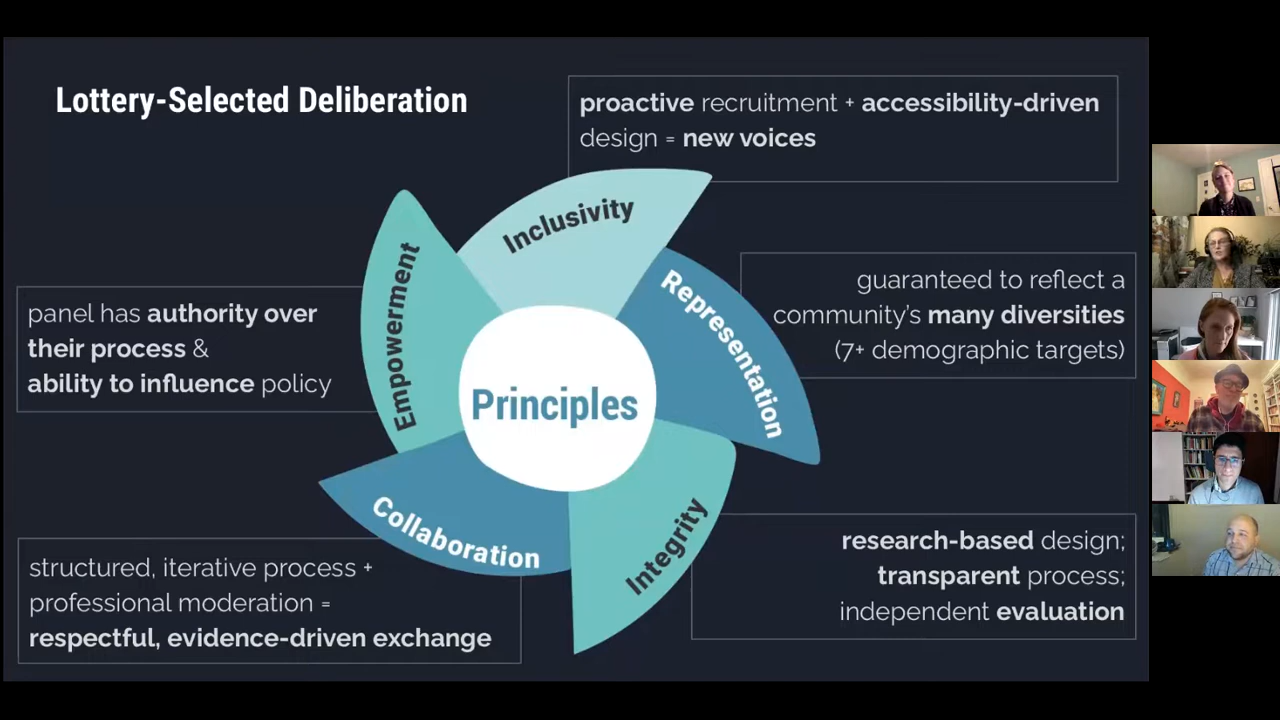 Lottery-Selected Deliberation
proactive recruitment + accessibility-driven
design = new voices
Inclusivity
Representation
guaranteed to reflect a
community's many diversities
(7+ demographic targets)
Integrity
research-based design;
transparent process;
independent evaluation
Collaboration
structured, iterative process +
professional moderation =
respectful, evidence-driven exchange
Empowerment
panel has authority over
their process &
ability to influence policy
Principles